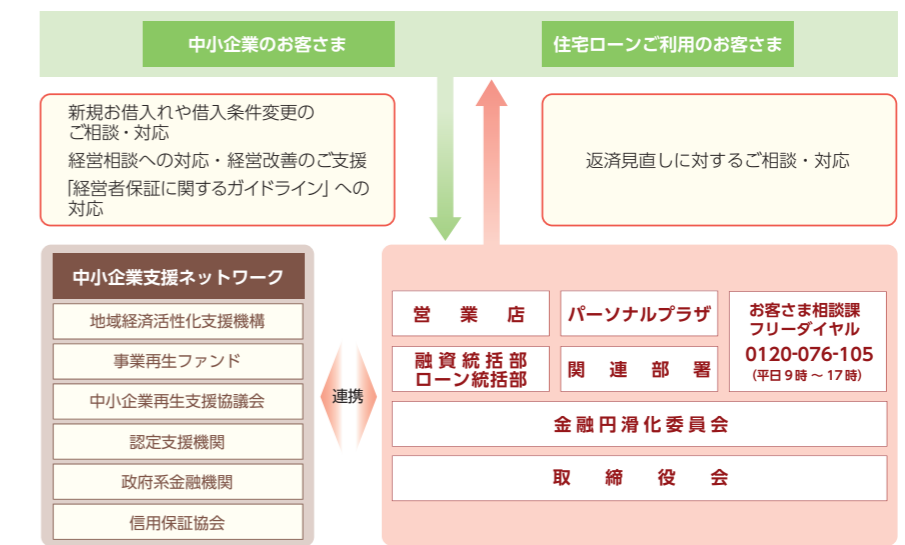 中小企業のお客さま
住宅ローンご利用のお客さま
新規お借入れや借入条件変更の
ご相談・対応
経営相談への対応・経営改善のご支援
「経営者保証に関するガイドライン」への
対応
返済見直しに対するご相談・対応
中小企業支援ネットワーク
地域経済活性化支援機構
事業再生ファンド
中小企業再生支援協議会
認定支援機関
政府系金融機関
信用保証協会
連携
営業店
パーソナルプラザ
融資統括部
ローン統括部
関連部署
お客さま相談課
フリーダイヤル
0120-076-105
(平日9時～17時)
金融円滑化委員会
取締役会